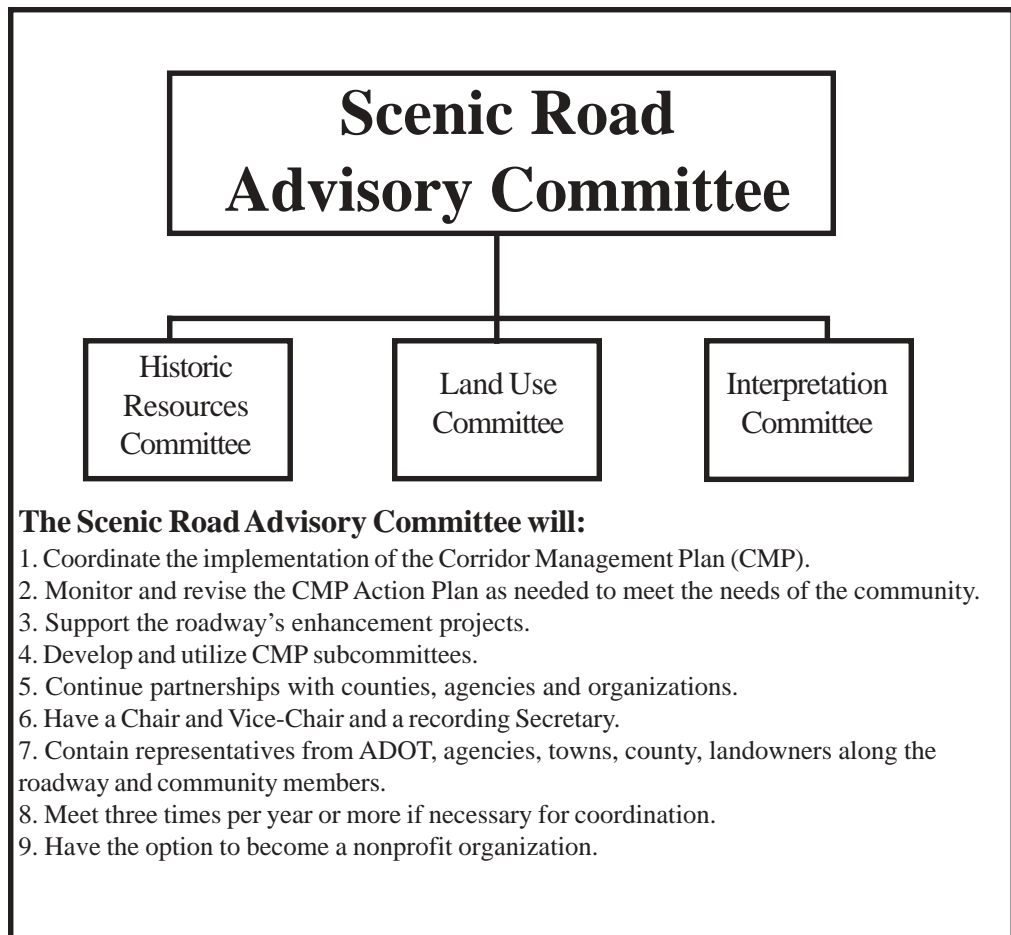 Scenic Road
Advisory Committee
Historic
Resources
Committee
Land Use
Committee
Interpretation
Committee
The Scenic Road Advisory Committee will:
1. Coordinate the implementation of the Corridor Management Plan (CMP).
2. Monitor and revise the CMP Action Plan as needed to meet the needs of the community.
3. Support the roadway’s enhancement projects.
4. Develop and utilize CMP subcommittees.
5. Continue partnerships with counties, agencies and organizations.
6. Have a Chair and Vice-Chair and a recording Secretary.
7. Contain representatives from ADOT, agencies, towns, county, landowners along the
roadway and community members.
8. Meet three times per year or more if necessary for coordination.
9. Have the option to become a nonprofit organization.